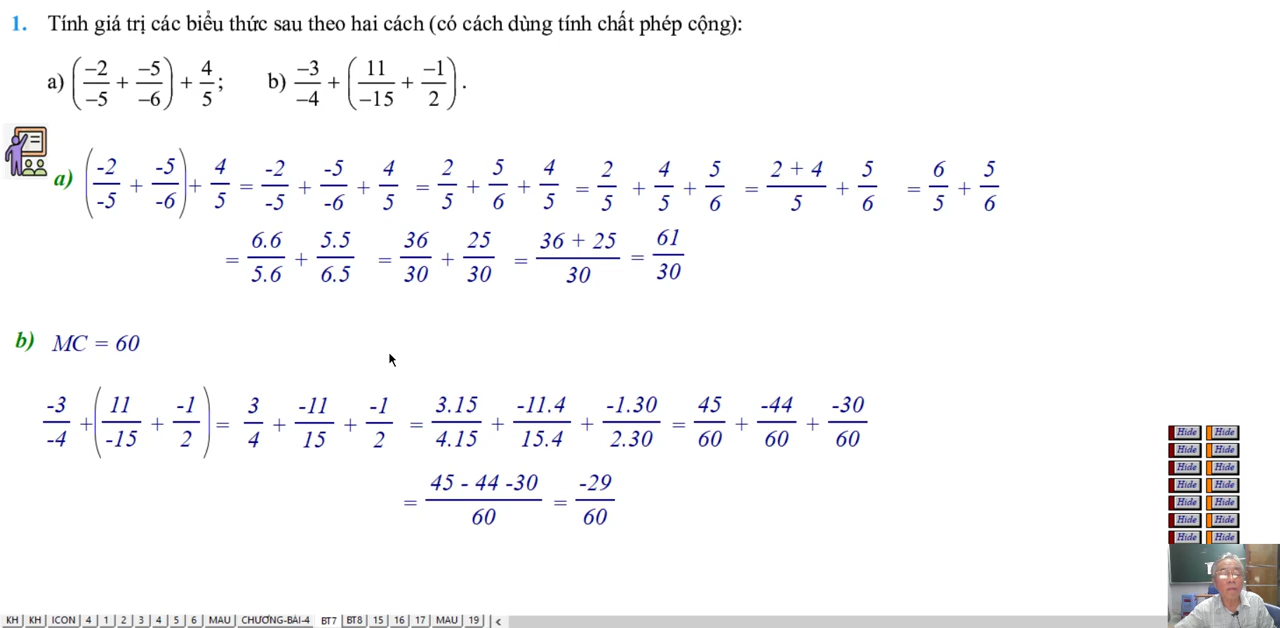 1. Tính giá trị các biểu thức sau theo hai cách (có cách dùng tính chất phép cộng):
a) (−2/−5 + −5/−6) + 4/5; b) −3/−4 + (11/−15 + −1/2).
a) (-2/-5 + -5/-6) + 4/5 = -2/-5 + -5/-6 + 4/5 = 2/5 + 5/6 + 4/5 = 2/5 + 4/5 + 5/6 = (2 + 4)/5 + 5/6 = 6/5 + 5/6
= 6.6/5.6 + 5.5/6.5 = 36/30 + 25/30 = (36 + 25)/30 = 61/30
b) MC = 60
-3/-4 + (11/-15 + -1/2) = 3/4 + -11/15 + -1/2 = 3.15/4.15 + -11.4/15.4 + -1.30/2.30 = 45/60 + -44/60 + -30/60
= (45 - 44 -30)/60 = -29/60
Hide Hide
Hide Hide
Hide Hide
Hide Hide
Hide Hide
Hide Hide
Hide Hide
KH KH ICON 4 1 2 3 4 5 6 MAU CHƯƠNG-BÀI-4 BT7 BT8 15 16 17 MAU 19